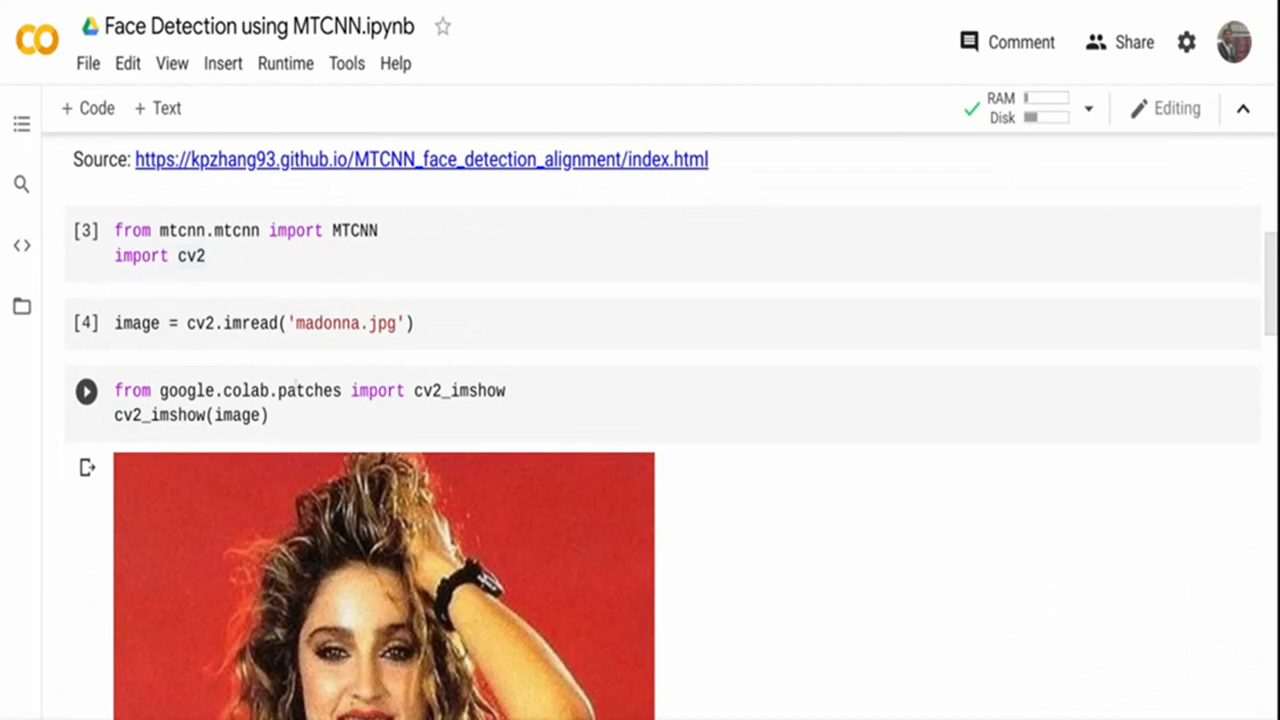 Face Detection using MTCNN.ipynb
File Edit View Insert Runtime Tools Help
Comment Share
+ Code + Text
RAM
Disk
Editing
Source: https://kpzhang93.github.io/MTCNN_face_detection_alignment/index.html
[3] from mtcnn.mtcnn import MTCNN
import cv2
[4] image = cv2.imread('madonna.jpg')
from google.colab.patches import cv2_imshow
cv2_imshow(image)